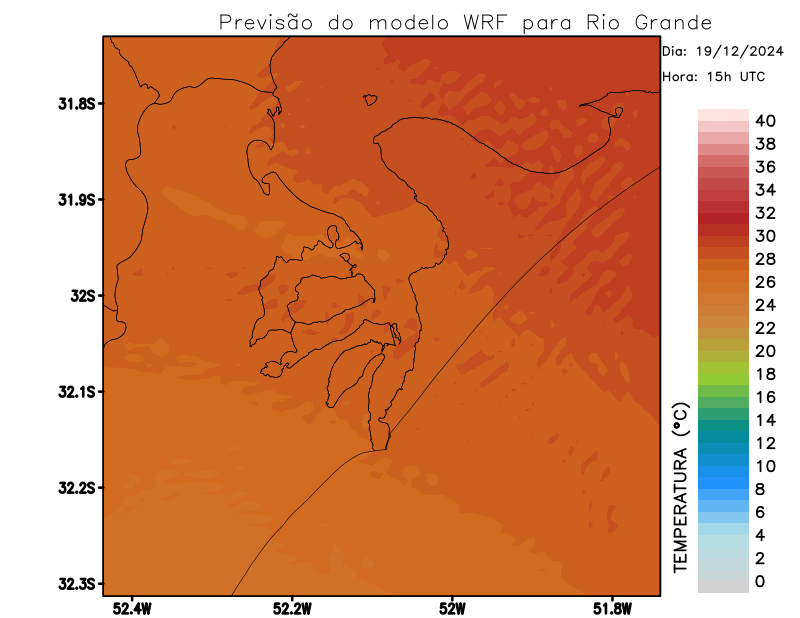 Previsão do modelo WRF para Rio Grande
Dia: 19/12/2024
Hora: 15h UTC
31.8S
31.9S
32S
32.1S
32.2S
32.3S
52.4W
52.2W
52W
51.8W
TEMPERATURA (°C)
40
38
36
34
32
30
28
26
24
22
20
18
16
14
12
10
8
6
4
2
0